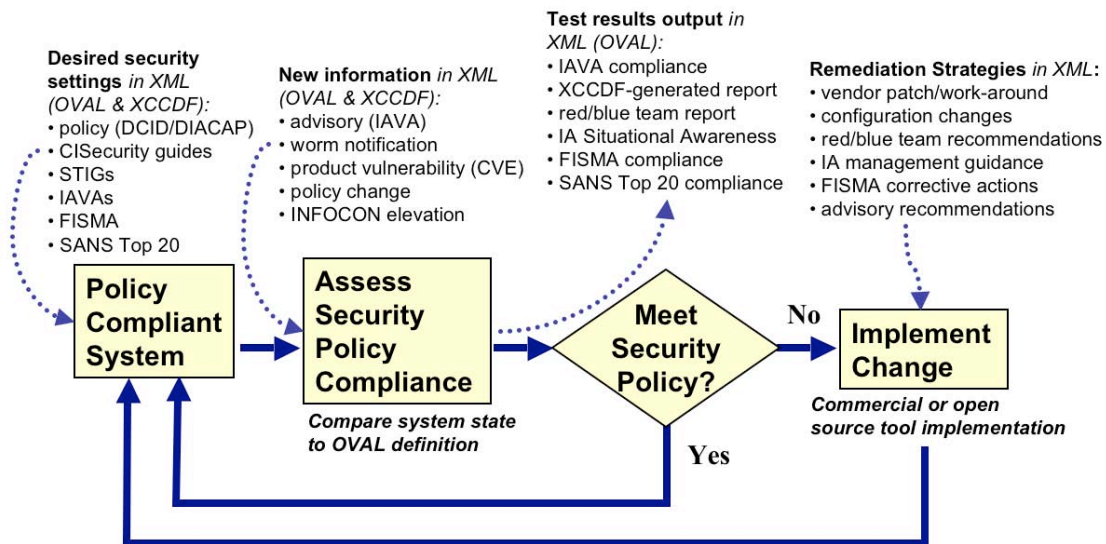 Desired security
settings in XML
(OVAL & XCCDF):
• policy (DCID/DIACAP)
• CISecurity guides
• STIGs
• IAVAs
• FISMA
• SANS Top 20
New information in XML
(OVAL & XCCDF):
• advisory (IAVA)
• worm notification
• product vulnerability (CVE)
• policy change
• INFOCON elevation
Test results output in
XML (OVAL):
• IAVA compliance
• XCCDF-generated report
• red/blue team report
• IA Situational Awareness
• FISMA compliance
• SANS Top 20 compliance
Remediation Strategies in XML:
• vendor patch/work-around
• configuration changes
• red/blue team recommendations
• IA management guidance
• FISMA corrective actions
• advisory recommendations
Policy
Compliant
System
Assess
Security
Policy
Compliance
Compare system state
to OVAL definition
Meet
Security
Policy?
No
Yes
Implement
Change
Commercial or open
source tool implementation